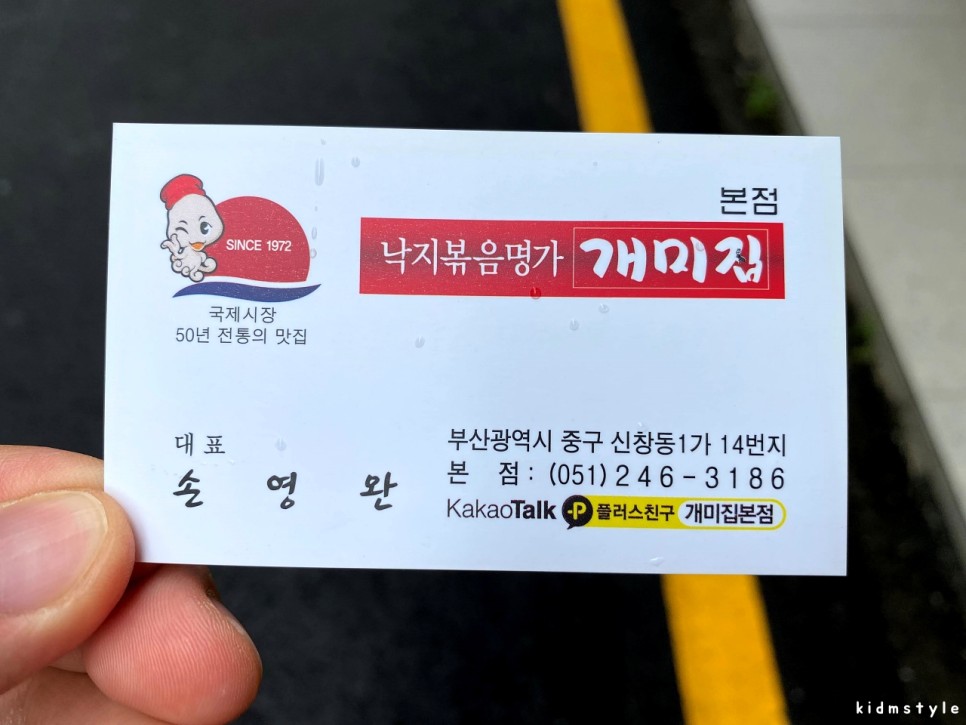 SINCE 1972
국제시장
50년 전통의 맛집
본점
낙지볶음명가 개미집
대표
손영완
부산광역시 중구 신창동1가 14번지
본 점 : (051) 246-3186
KakaoTalk P 플러스친구 개미집본점
kidmstyle